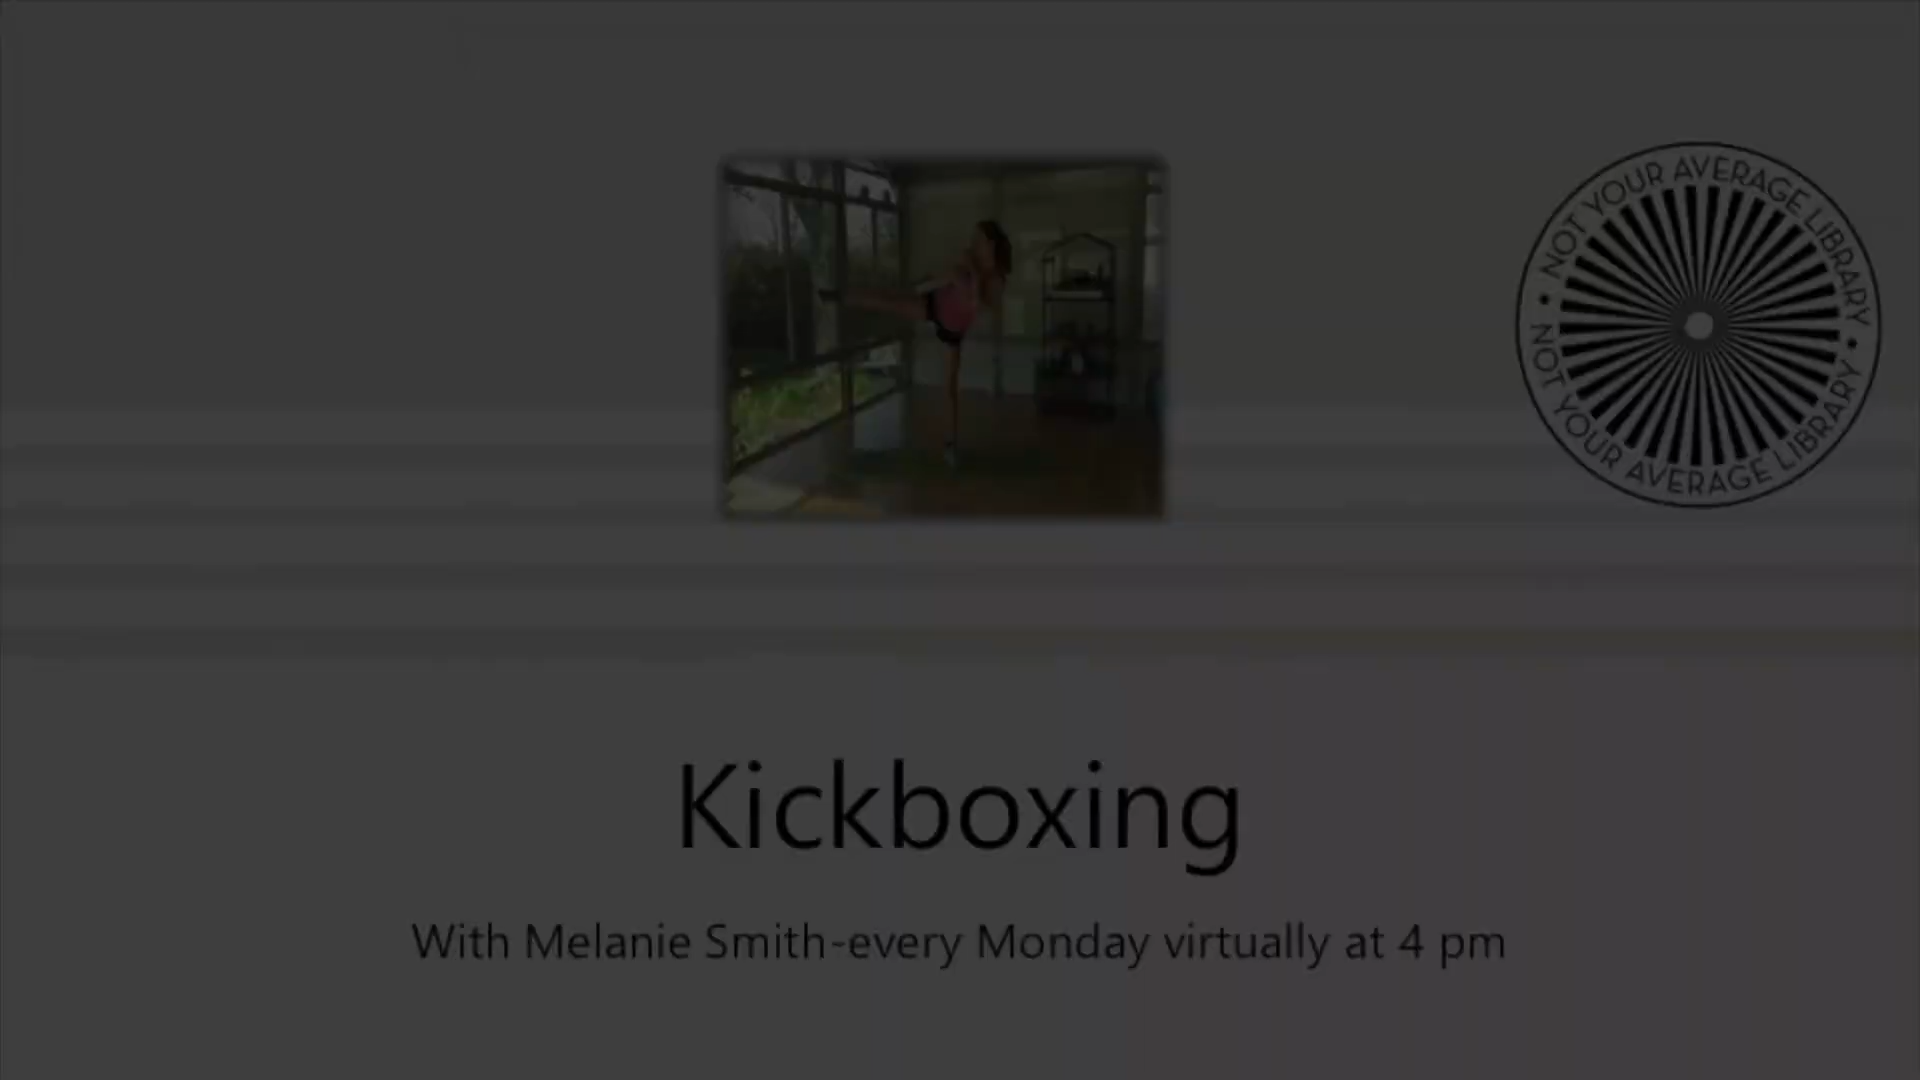 • NOT YOUR AVERAGE LIBRARY • NOT YOUR AVERAGE LIBRARY
Kickboxing
With Melanie Smith-every Monday virtually at 4 pm